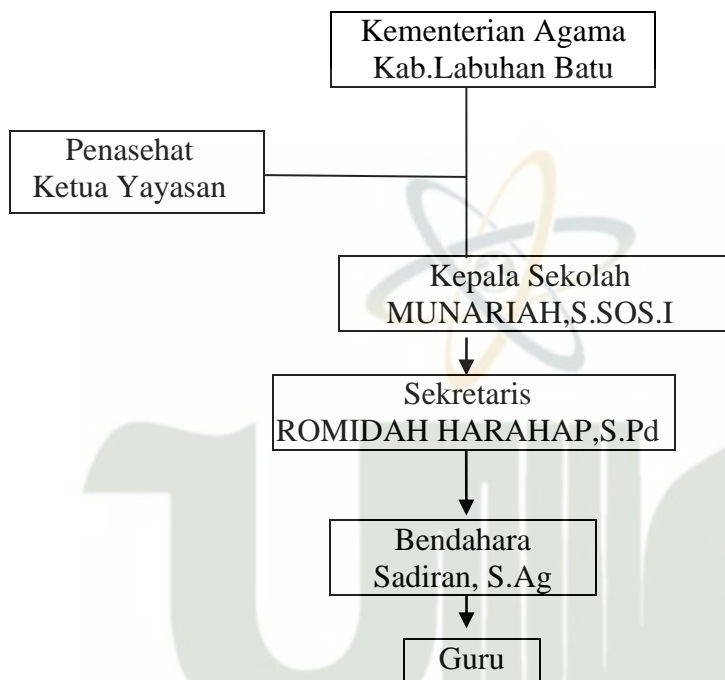 Kementerian Agama
Kab.Labuhan Batu
Penasehat
Ketua Yayasan
Kepala Sekolah
MUNARIAH,S.SOS.I
Sekretaris
ROMIDAH HARAHAP,S.Pd
Bendahara
Sadiran, S.Ag
Guru